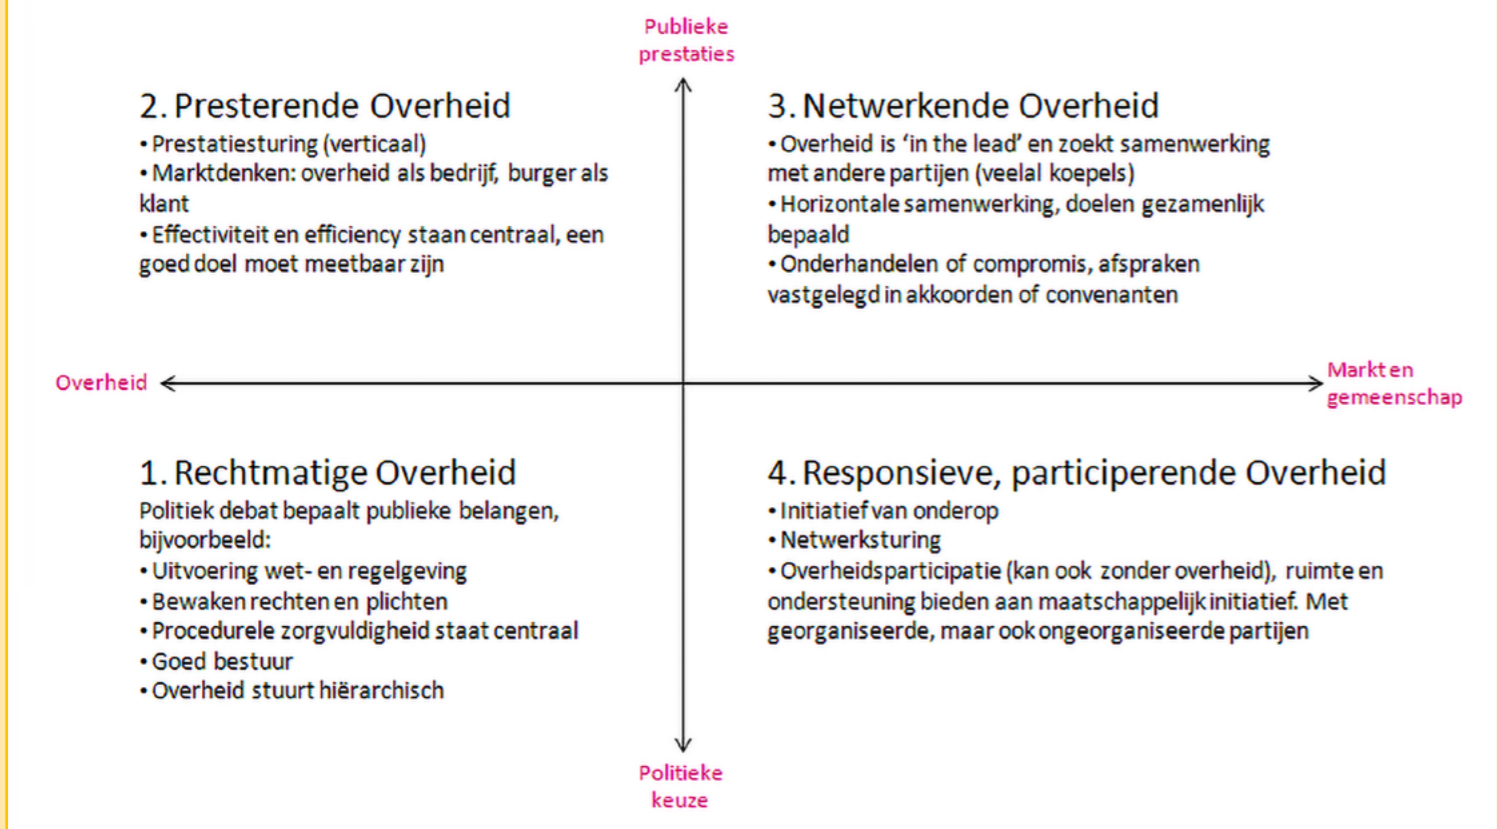 Publieke
prestaties
2. Presterende Overheid
• Prestatiesturing (verticaal)
• Marktdenken: overheid als bedrijf, burger als
klant
• Effectiviteit en efficiency staan centraal, een
goed doel moet meetbaar zijn
3. Netwerkende Overheid
• Overheid is ‘in the lead’ en zoekt samenwerking
met andere partijen (veelal koepels)
• Horizontale samenwerking, doelen gezamenlijk
bepaald
• Onderhandelen of compromis, afspraken
vastgelegd in akkoorden of convenanten
Overheid
Markt en
gemeenschap
1. Rechtmatige Overheid
Politiek debat bepaalt publieke belangen,
bijvoorbeeld:
• Uitvoering wet- en regelgeving
• Bewaken rechten en plichten
• Procedurele zorgvuldigheid staat centraal
• Goed bestuur
• Overheid stuurt hiërarchisch
4. Responsieve, participerende Overheid
• Initiatief van onderop
• Netwerksturing
• Overheidsparticipatie (kan ook zonder overheid), ruimte en
ondersteuning bieden aan maatschappelijk initiatief. Met
georganiseerde, maar ook ongeorganiseerde partijen
Politieke
keuze